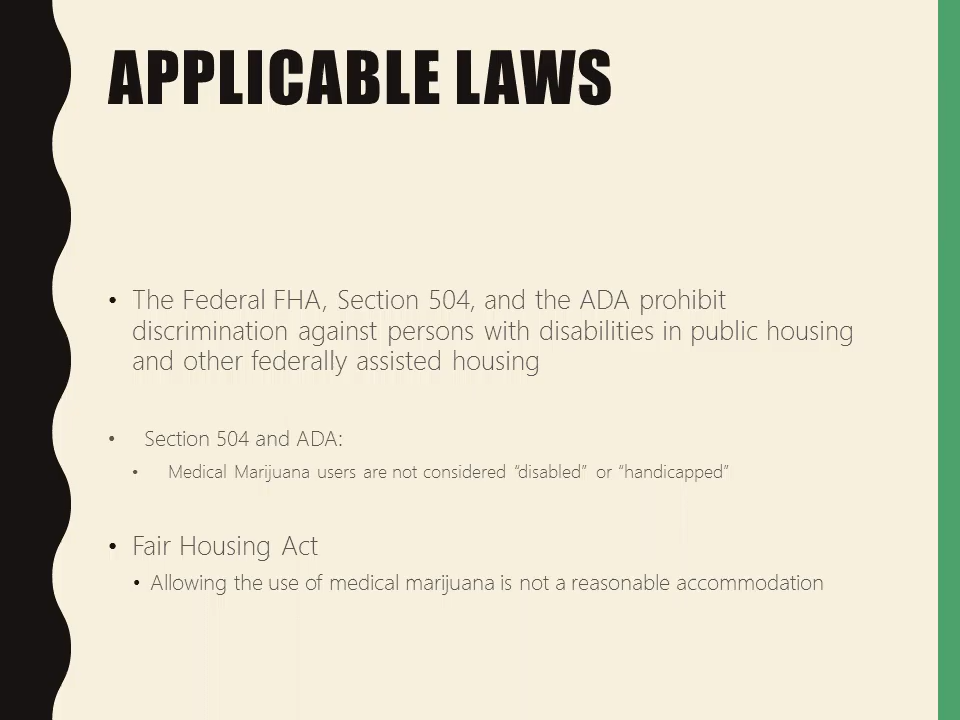 APPLICABLE LAWS
• The Federal FHA, Section 504, and the ADA prohibit
discrimination against persons with disabilities in public housing
and other federally assisted housing
• Section 504 and ADA:
• Medical Marijuana users are not considered “disabled” or “handicapped”
• Fair Housing Act
• Allowing the use of medical marijuana is not a reasonable accommodation